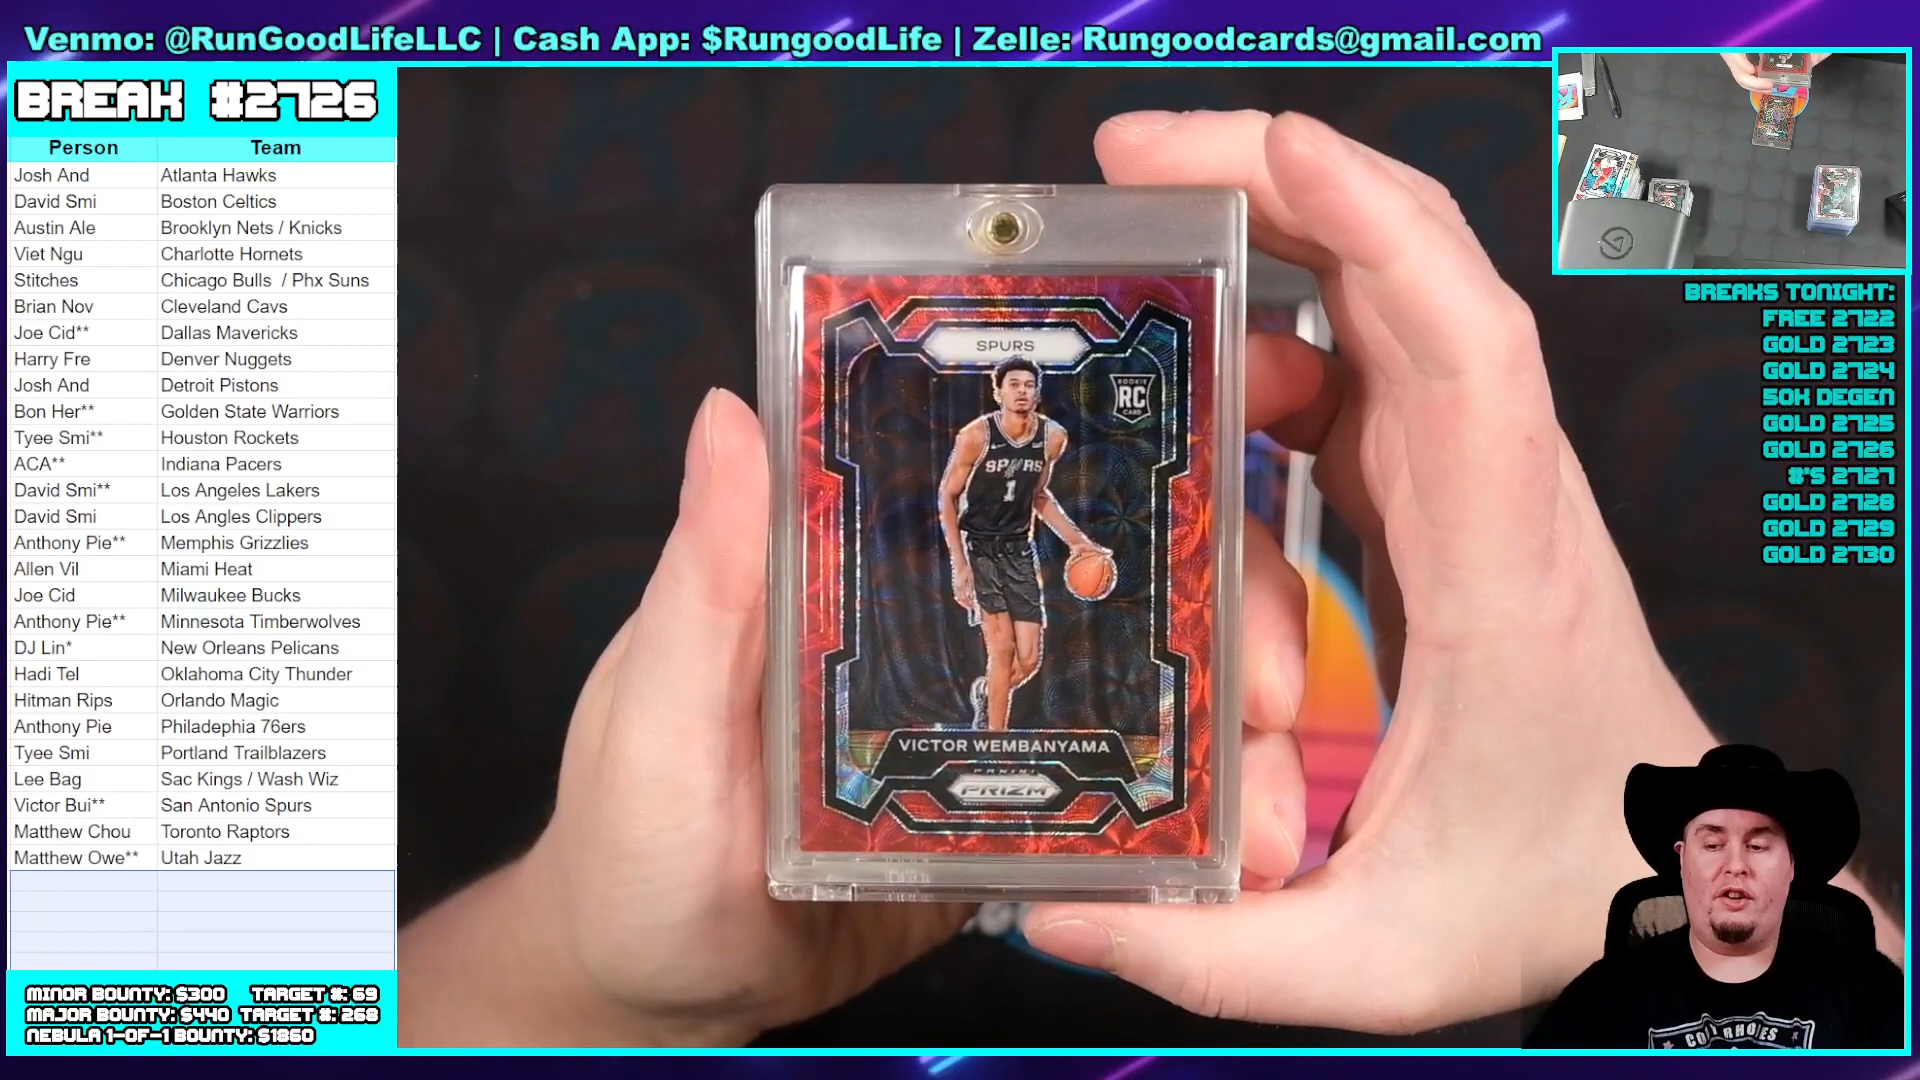 Venmo: @RunGoodLifeLLC | Cash App: $RungoodLife | Zelle: Rungoodcards@gmail.com
BREAK #2726
Person Team
Josh And Atlanta Hawks
David Smi Boston Celtics
Austin Ale Brooklyn Nets / Knicks
Viet Ngu Charlotte Hornets
Stitches Chicago Bulls / Phx Suns
Brian Nov Cleveland Cavs
Joe Cid** Dallas Mavericks
Harry Fre Denver Nuggets
Josh And Detroit Pistons
Bon Her** Golden State Warriors
Tyee Smi** Houston Rockets
ACA** Indiana Pacers
David Smi** Los Angeles Lakers
David Smi Los Angles Clippers
Anthony Pie** Memphis Grizzlies
Allen Vil Miami Heat
Joe Cid Milwaukee Bucks
Anthony Pie** Minnesota Timberwolves
DJ Lin* New Orleans Pelicans
Hadi Tel Oklahoma City Thunder
Hitman Rips Orlando Magic
Anthony Pie Philadephia 76ers
Tyee Smi Portland Trailblazers
Lee Bag Sac Kings / Wash Wiz
Victor Bui** San Antonio Spurs
Matthew Chou Toronto Raptors
Matthew Owe** Utah Jazz
MINOR BOUNTY: $300 TARGET #: 69
MAJOR BOUNTY: $440 TARGET #: 268
NEBULA 1-OF-1 BOUNTY: $1860
SPURS
ROOKIE
RC
CARD
SPURS
1
VICTOR WEMBANYAMA
PANINI
PRIZM
BREAKS TONIGHT:
FREE 2722
GOLD 2723
GOLD 2724
50K DEGEN
GOLD 2725
GOLD 2726
#'S 2727
GOLD 2728
GOLD 2729
GOLD 2730
RHODES